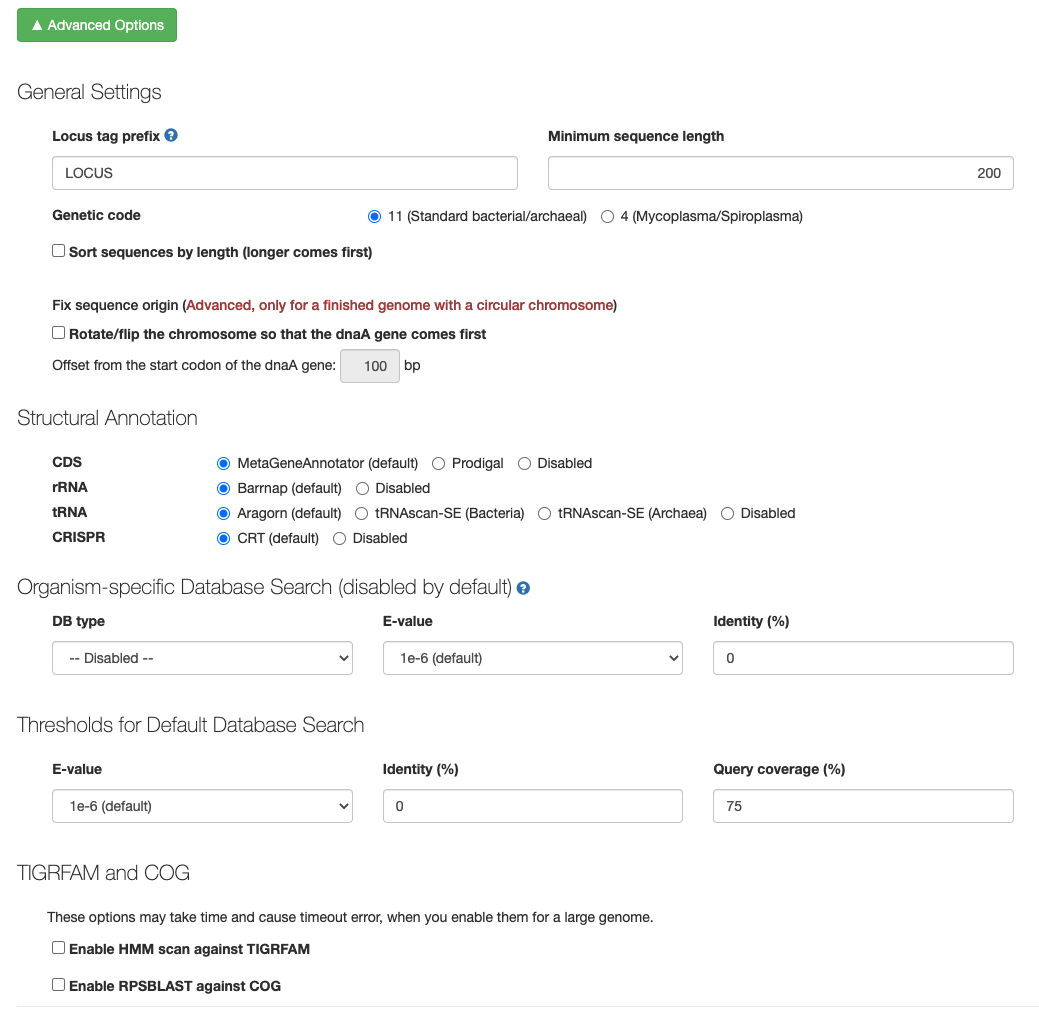 ▲ Advanced Options
General Settings
Locus tag prefix ?
Minimum sequence length
LOCUS
200
Genetic code 11 (Standard bacterial/archaeal) 4 (Mycoplasma/Spiroplasma)
Sort sequences by length (longer comes first)
Fix sequence origin (Advanced, only for a finished genome with a circular chromosome)
Rotate/flip the chromosome so that the dnaA gene comes first
Offset from the start codon of the dnaA gene: 100 bp
Structural Annotation
CDS MetaGeneAnnotator (default) Prodigal Disabled
rRNA Barrnap (default) Disabled
tRNA Aragorn (default) tRNAscan-SE (Bacteria) tRNAscan-SE (Archaea) Disabled
CRISPR CRT (default) Disabled
Organism-specific Database Search (disabled by default) ?
DB type E-value Identity (%)
-- Disabled -- 1e-6 (default) 0
Thresholds for Default Database Search
E-value Identity (%) Query coverage (%)
1e-6 (default) 0 75
TIGRFAM and COG
These options may take time and cause timeout error, when you enable them for a large genome.
Enable HMM scan against TIGRFAM
Enable RPSBLAST against COG